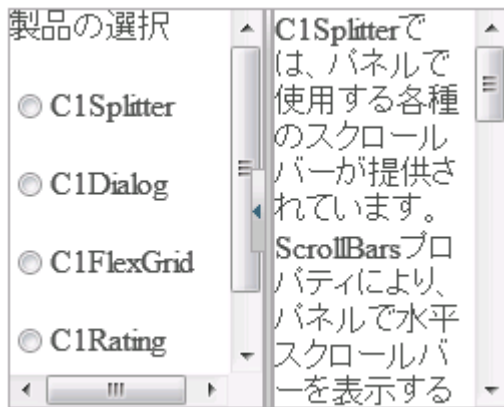 製品の選択
C1Splitter
C1Dialog
C1FlexGrid
C1Rating
C1Splitterで
は、パネルで
使用する各種
のスクロール
バーが提供さ
れています。
ScrollBarsプロ
パティにより、
パネルで水平
スクロールバ
ーを表示する